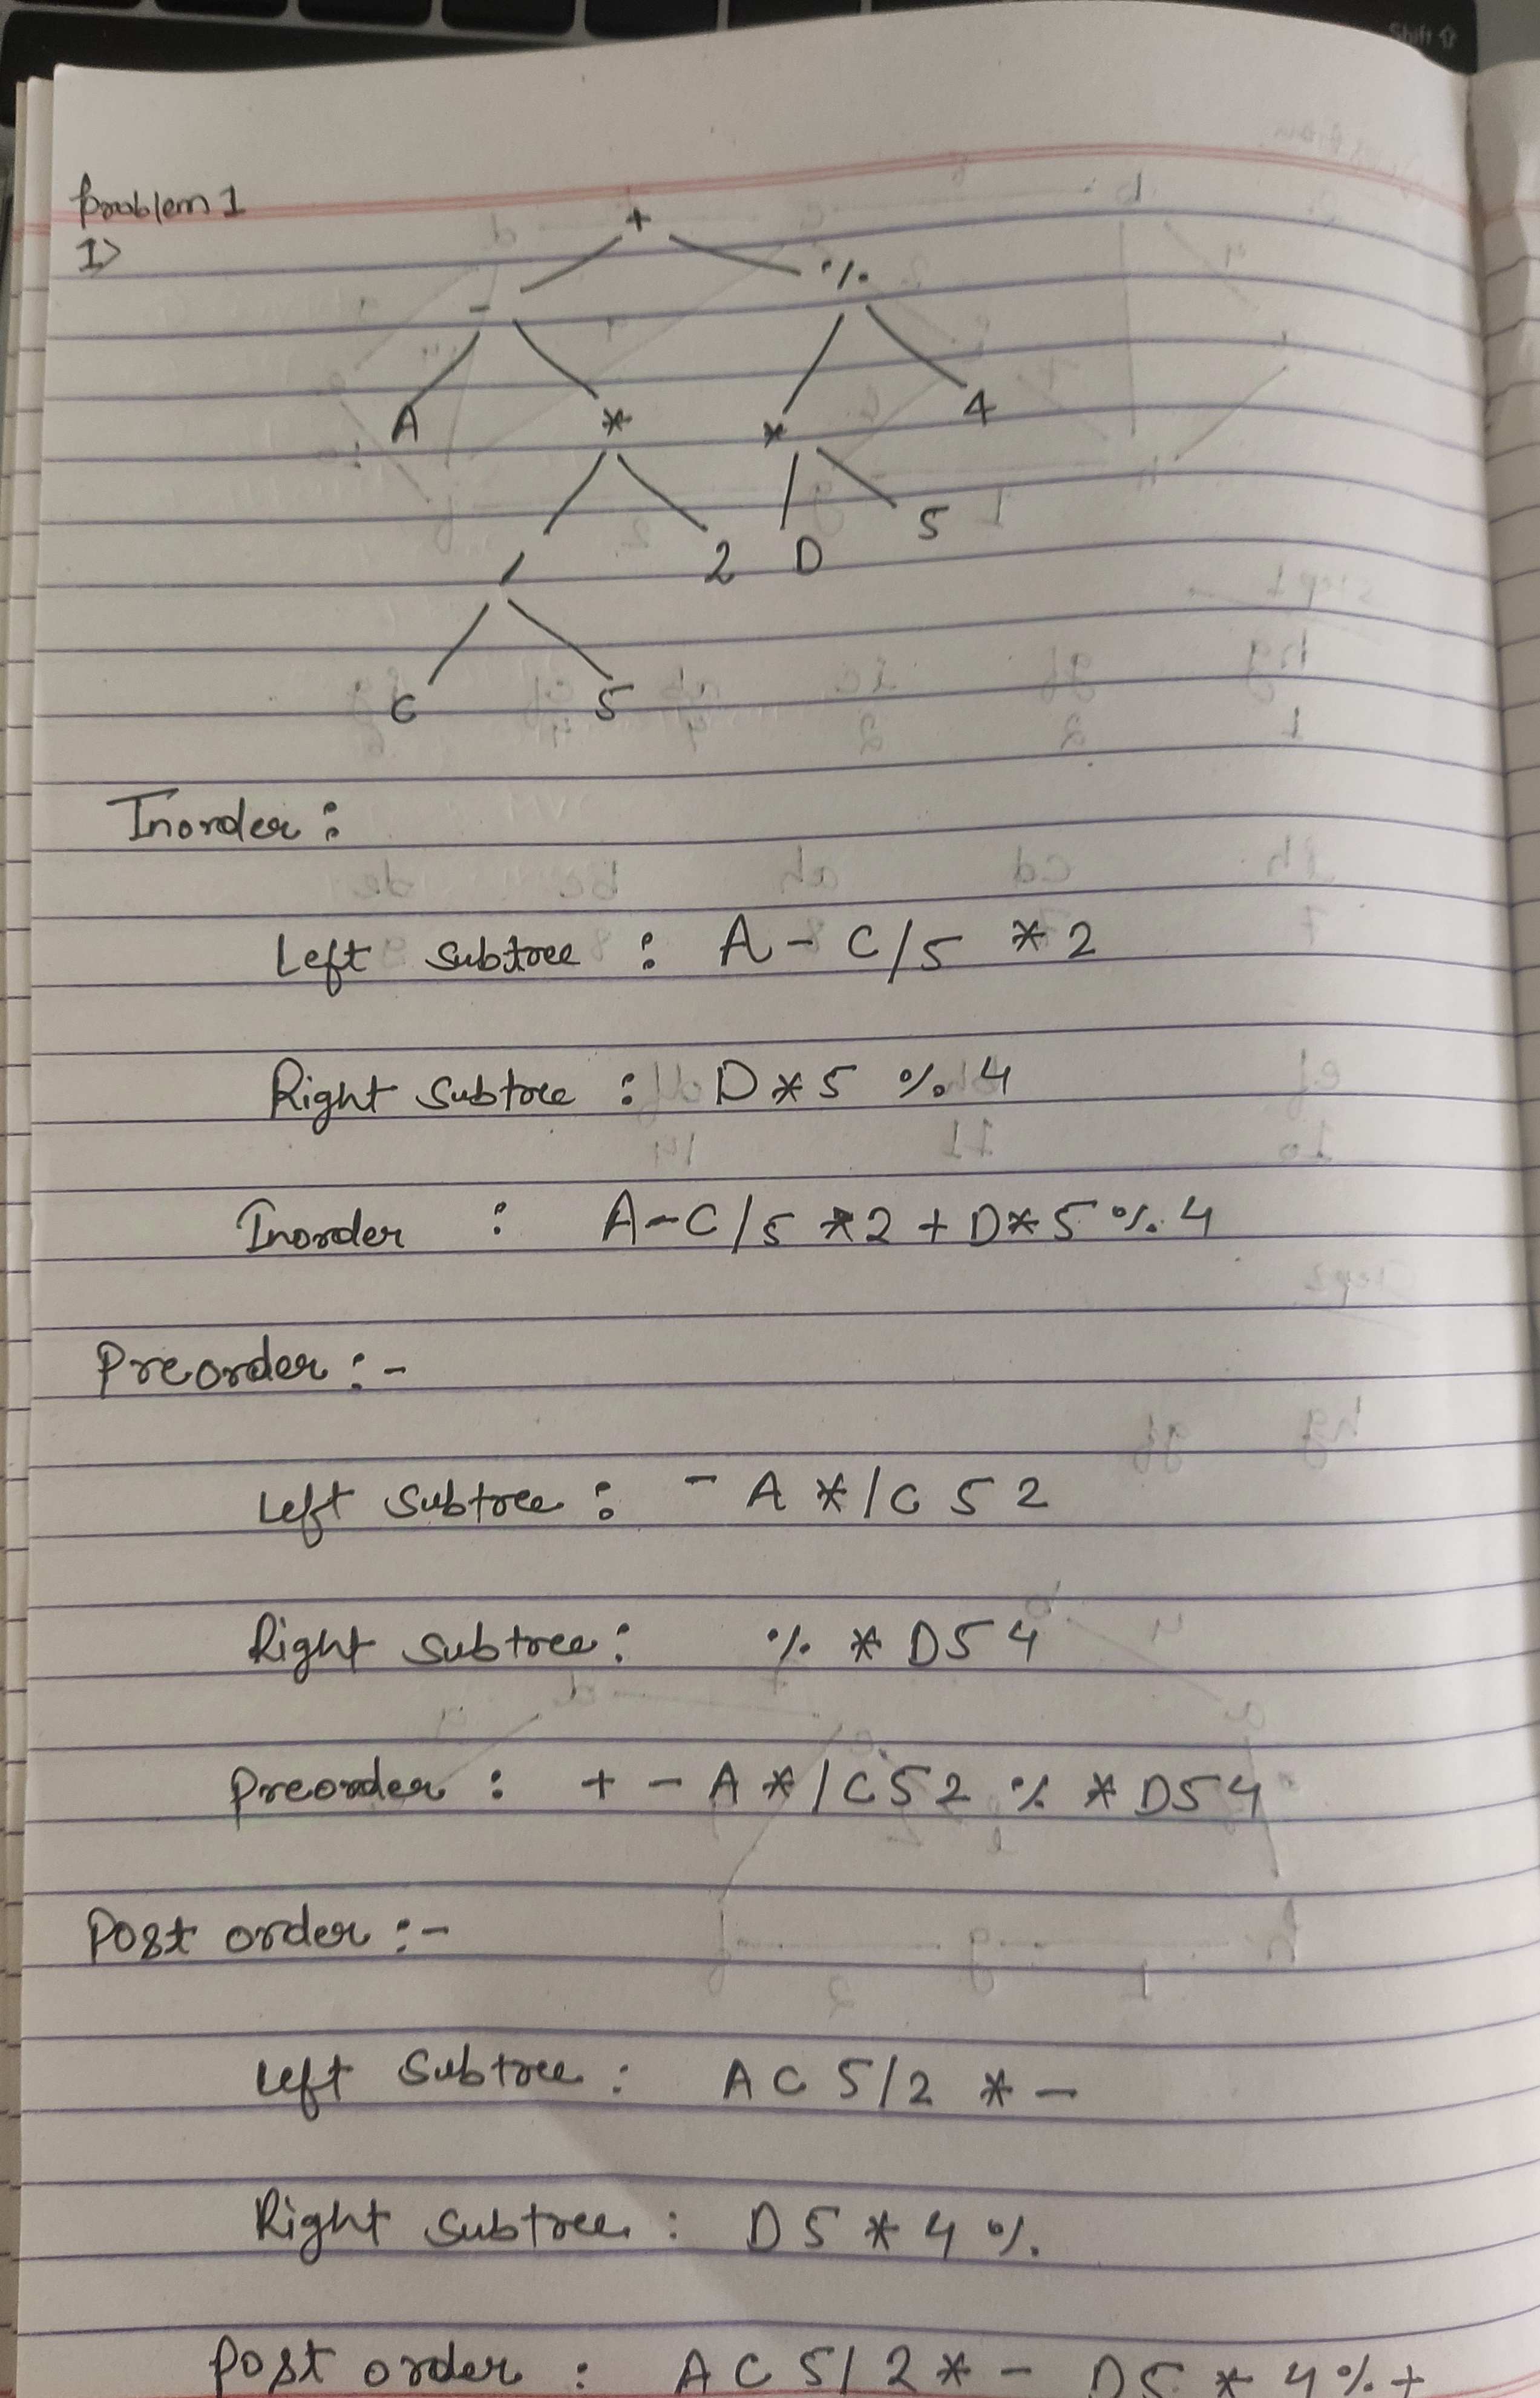 Shift ⇧
Problem 1
1>
+
- %
A * * 4
/ 2 D 5
C 5
Inorder :
Left subtree : A - C/5 * 2
Right subtree : D * 5 % 4
Inorder : A - C / 5 * 2 + D * 5 % 4
Preorder : -
Left subtree : - A * / C 5 2
Right subtree : % * D 5 4
Preorder : + - A * / C 5 2 % * D 5 4
Post order : -
Left subtree : A C 5 / 2 * -
Right subtree : D 5 * 4 %
Post order : A C 5 / 2 * - D 5 * 4 % +